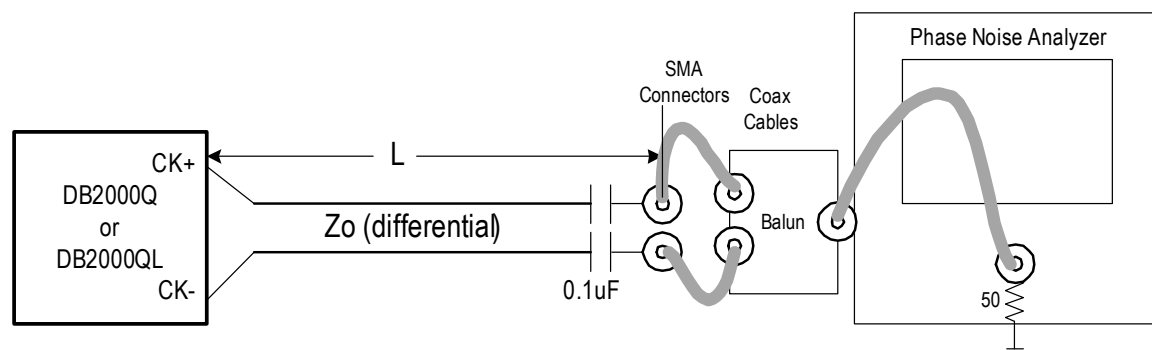 Phase Noise Analyzer
SMA
Connectors
Coax
Cables
L
CK+
DB2000Q
or
DB2000QL
CK-
Zo (differential)
0.1uF
Balun
50